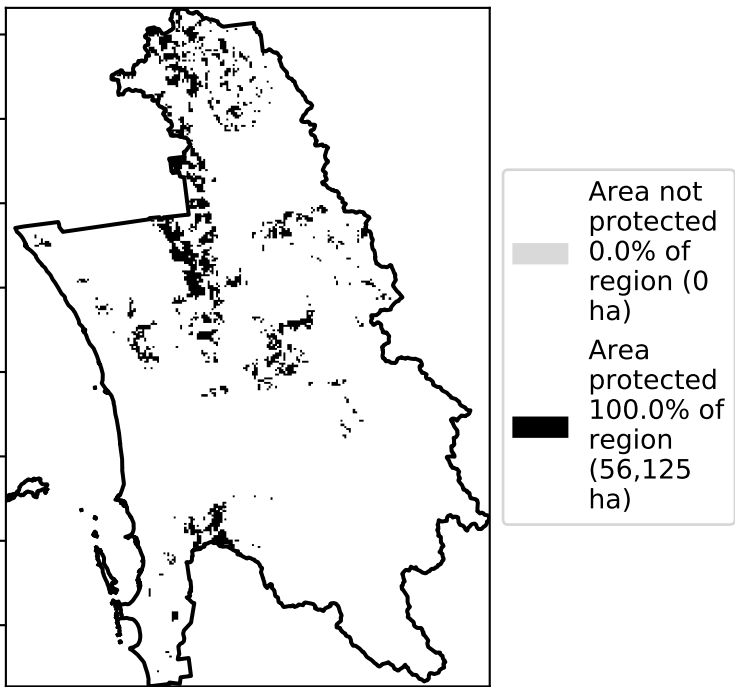 Area not
protected
0.0% of
region (0
ha)
Area
protected
100.0% of
region
(56,125
ha)